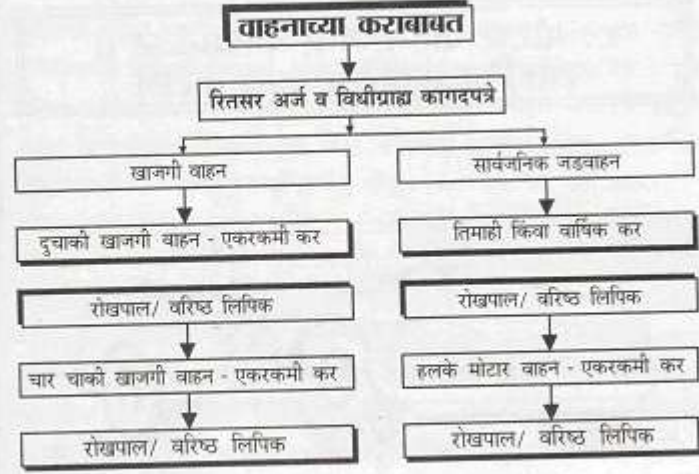 वाहनाच्या कराबाबत
रितसर अर्ज व विधीग्राह्य कागदपत्रे
खाजगी वाहन
सार्वजनिक जडवाहन
दुचाकी खाजगी वाहन - एकरकमी कर
तिमाही किंवा वार्षिक कर
रोखपाल/ वरिष्ठ लिपिक
रोखपाल/ वरिष्ठ लिपिक
चार चाकी खाजगी वाहन - एकरकमी कर
हलके मोटार वाहन - एकरकमी कर
रोखपाल/ वरिष्ठ लिपिक
रोखपाल/ वरिष्ठ लिपिक